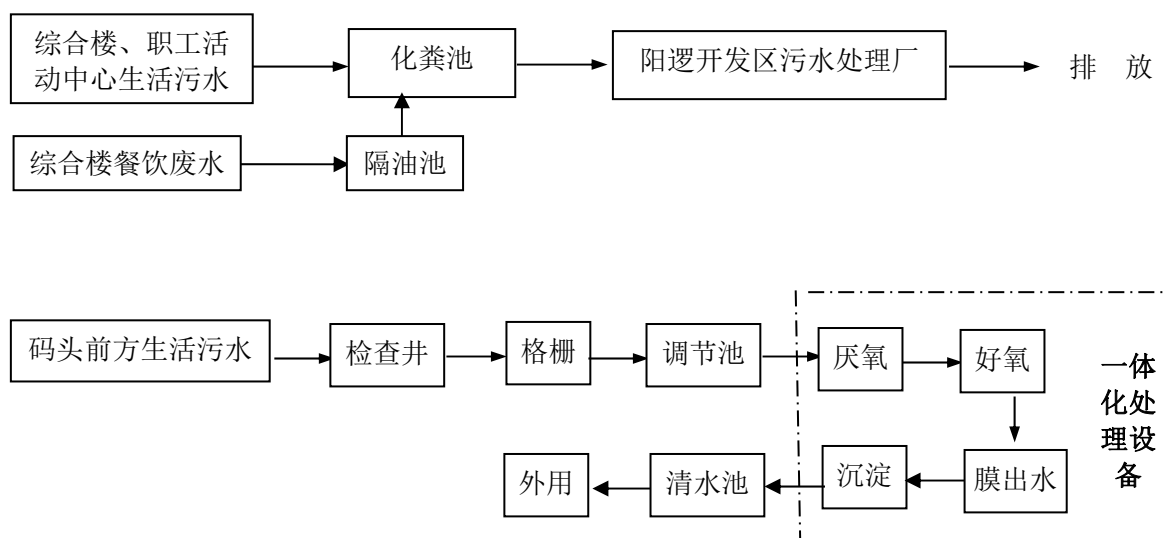 综合楼、职工活
动中心生活污水
化粪池
阳逻开发区污水处理厂
排 放
综合楼餐饮废水
隔油池
码头前方生活污水
检查井
格栅
调节池
厌氧
好氧
一体
化处
理设
备
外用
清水池
沉淀
膜出水